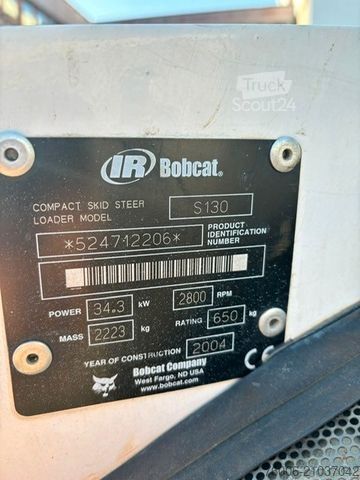 Truck
Scout24
IR Bobcat®
COMPACT SKID STEER
LOADER MODEL S130
*524712206* PRODUCT
IDENTIFICATION
NUMBER
POWER 34.3 kW 2800 RPM
MASS 2223 kg RATING 650 kg
YEAR OF CONSTRUCTION 2004 CE
Bobcat Company
West Fargo, ND USA
www.bobcat.com